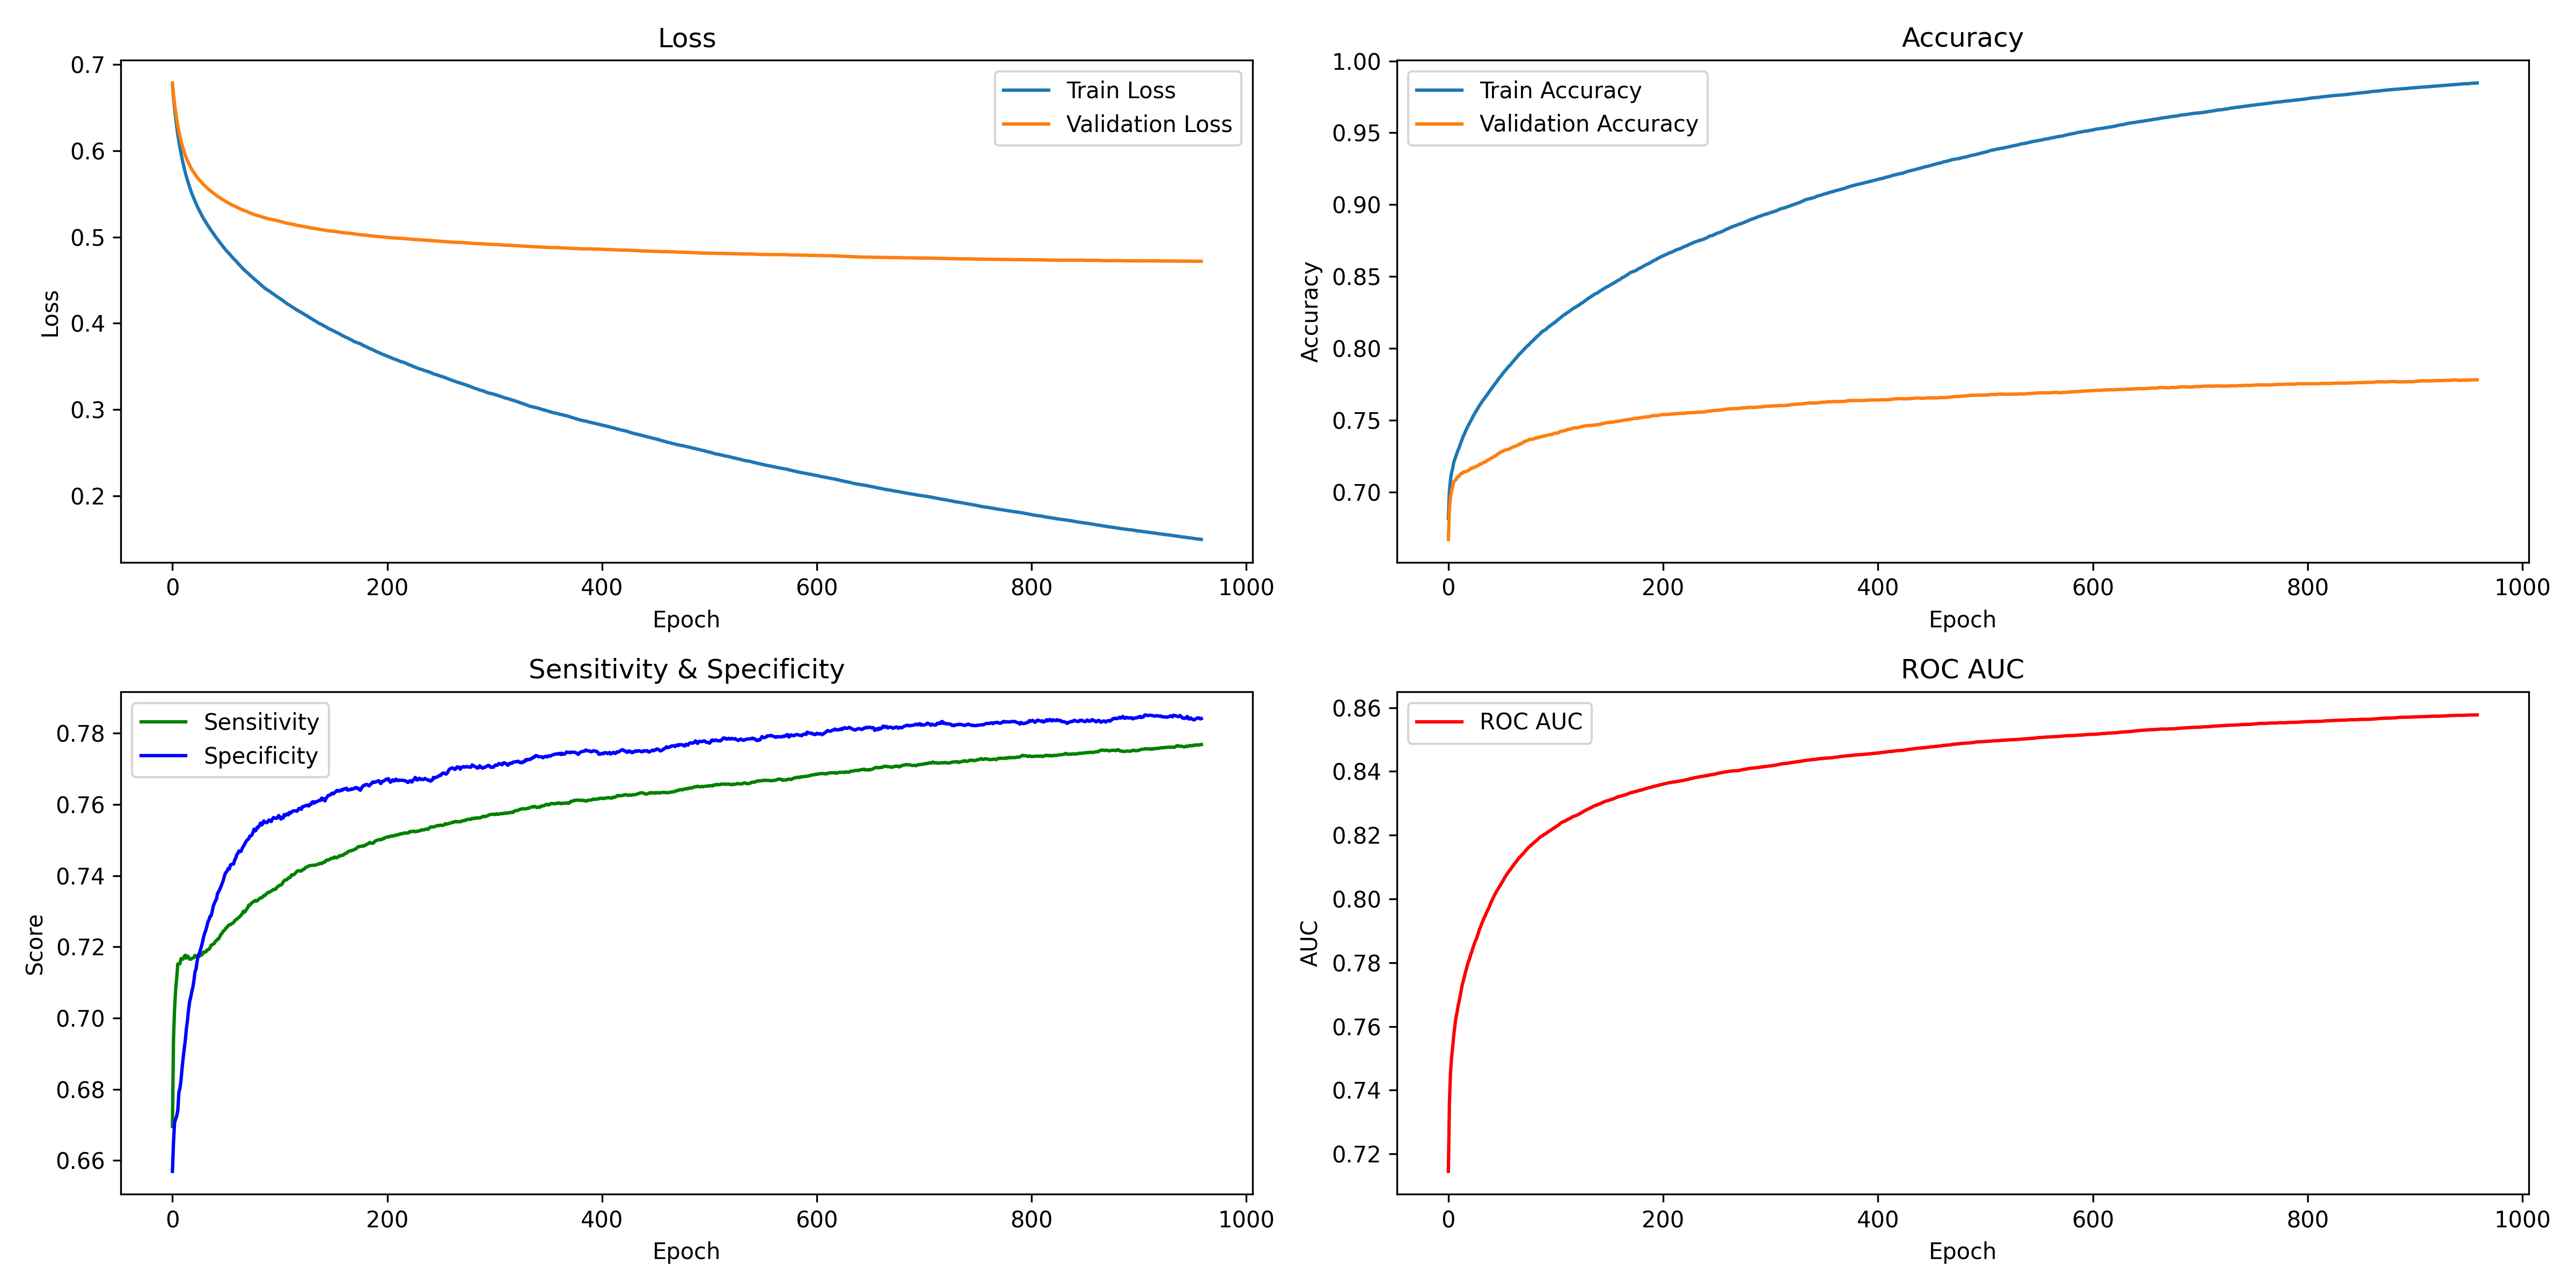 Loss
0.7
0.6
0.5
0.4
0.3
0.2
Loss
Train Loss
Validation Loss
0
200
400
600
800
1000
Epoch
Accuracy
1.00
0.95
0.90
0.85
0.80
0.75
0.70
Accuracy
Train Accuracy
Validation Accuracy
0
200
400
600
800
1000
Epoch
Sensitivity & Specificity
0.78
0.76
0.74
0.72
0.70
0.68
0.66
Score
Sensitivity
Specificity
0
200
400
600
800
1000
Epoch
ROC AUC
0.86
0.84
0.82
0.80
0.78
0.76
0.74
0.72
AUC
ROC AUC
0
200
400
600
800
1000
Epoch